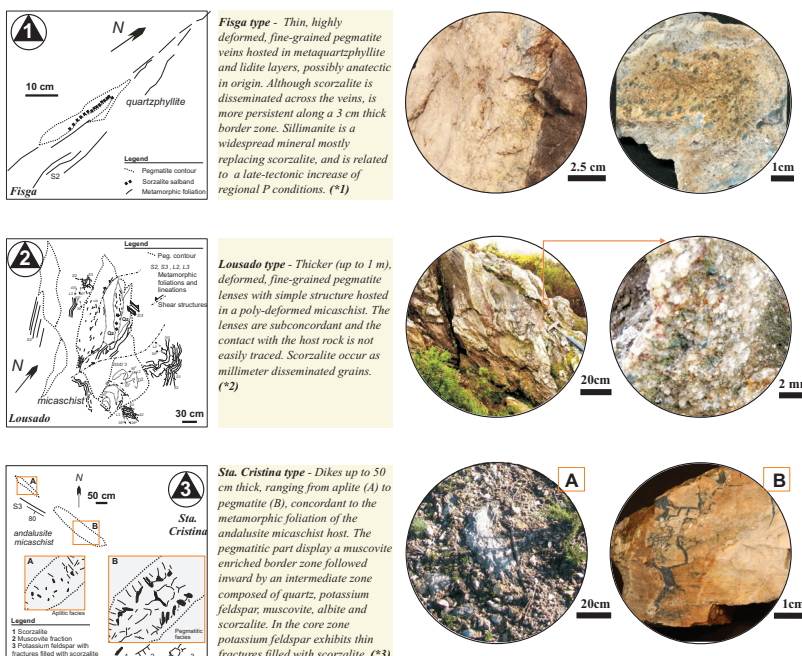 1
N
10 cm
quartzphyllite
S2
Fisga
Legend
Pegmatite contour
Sorzalite salband
Metamorphic foliation
Fisga type - Thin, highly
deformed, fine-grained pegmatite
veins hosted in metaquartzphyllite
and lidite layers, possibly anatectic
in origin. Although scorzalite is
disseminated across the veins, is
more persistent along a 3 cm thick
border zone. Sillimanite is a
widespread mineral mostly
replacing scorzalite, and is related
to a late-tectonic increase of
regional P conditions. (*1)
2.5 cm
1cm
2
Legend
Peg. contour
S2, S3 , L2, L3
Metamorphic
foliations and
lineations
Shear structures
N
micaschist
Lousado
30 cm
Lousado type - Thicker (up to 1 m),
deformed, fine-grained pegmatite
lenses with simple structure hosted
in a poly-deformed micaschist. The
lenses are subconcordant and the
contact with the host rock is not
easily traced. Scorzalite occur as
millimeter disseminated grains.
(*2)
20cm
2 mm
A
N
50 cm
3
S3
80
B
Sta.
Cristina
andalusite
micaschist
A
B
Aplitic facies
Pegmatitic
facies
Legend
1 Scorzalite
2 Muscovite fraction
3 Potassium feldspar with
fractures filled with scorzalite
Sta. Cristina type - Dikes up to 50
cm thick, ranging from aplite (A) to
pegmatite (B), concordant to the
metamorphic foliation of the
andalusite micaschist host. The
pegmatitic part display a muscovite
enriched border zone followed
inward by an intermediate zone
composed of quartz, potassium
feldspar, muscovite, albite and
scorzalite. In the core zone
potassium feldspar exhibits thin
fractures filled with scorzalite. (*3)
A
20cm
B
1cm